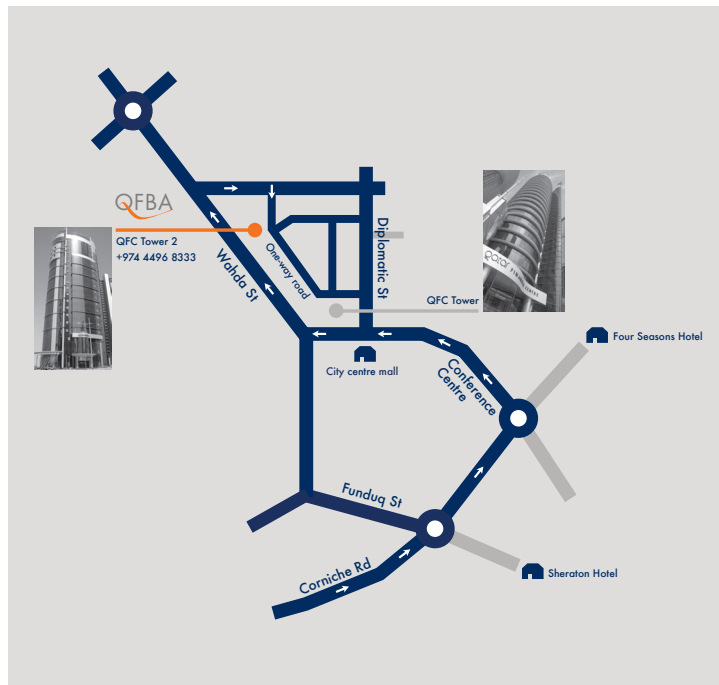 QFBA
QFC Tower 2
+974 4496 8333
Wahda St
One-way road
Diplomatic St
QFC Tower
City centre mall
Conference
Centre
Four Seasons Hotel
Funduq St
Corniche Rd
Sheraton Hotel